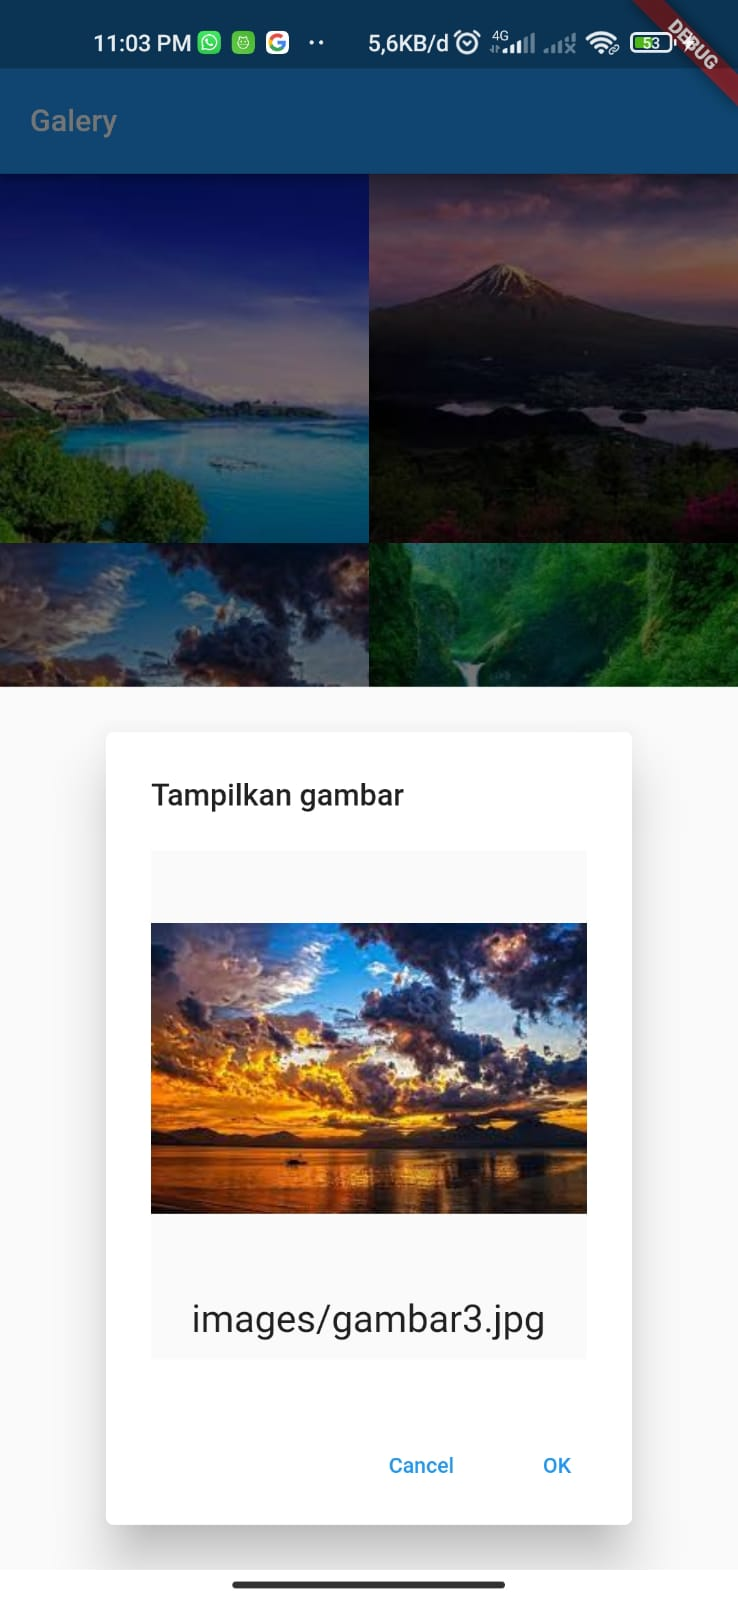 11:03 PM
5,6KB/d
4G
53
DEBUG
Galery
Tampilkan gambar
images/gambar3.jpg
Cancel
OK